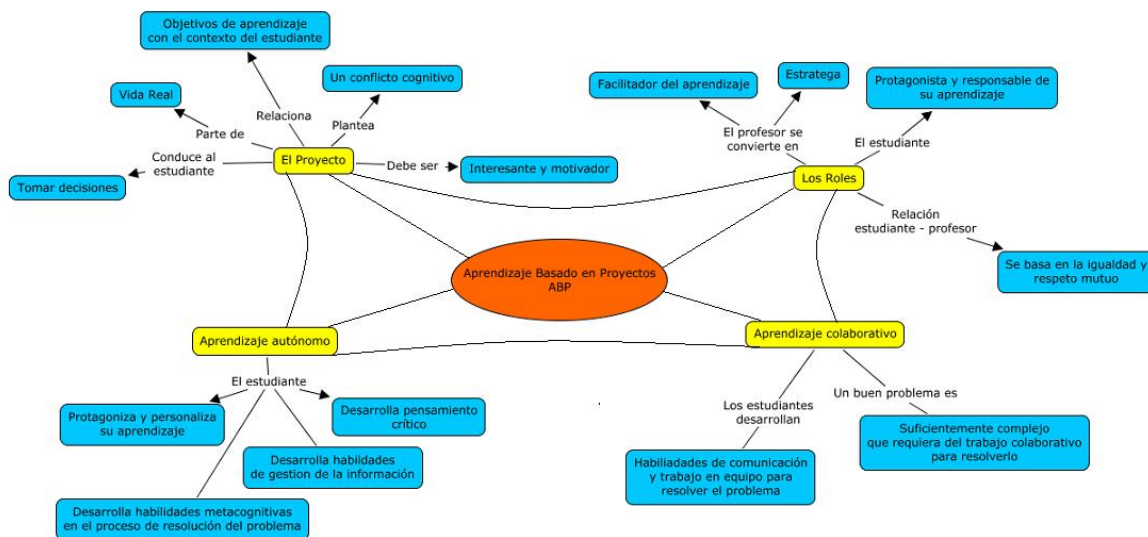 Objetivos de aprendizaje
con el contexto del estudiante
Un conflicto cognitivo
Vida Real
Relaciona
Plantea
Parte de
Conduce al
estudiante
El Proyecto
Debe ser
Interesante y motivador
Tomar decisiones
Facilitador del aprendizaje
Estratega
Protagonista y responsable de
su aprendizaje
El profesor se
convierte en
El estudiante
Los Roles
Relación
estudiante - profesor
Se basa en la igualdad y
respeto mutuo
Aprendizaje Basado en Proyectos
ABP
Aprendizaje autónomo
El estudiante
Protagoniza y personaliza
su aprendizaje
Desarrolla pensamiento
crítico
Desarrolla habildades
de gestion de la información
Desarrolla habilidades metacognitivas
en el proceso de resolución del problema
Aprendizaje colaborativo
Los estudiantes
desarrollan
Un buen problema es
Habiliadades de comunicación
y trabajo en equipo para
resolver el problema
Suficientemente complejo
que requiera del trabajo colaborativo
para resolverlo